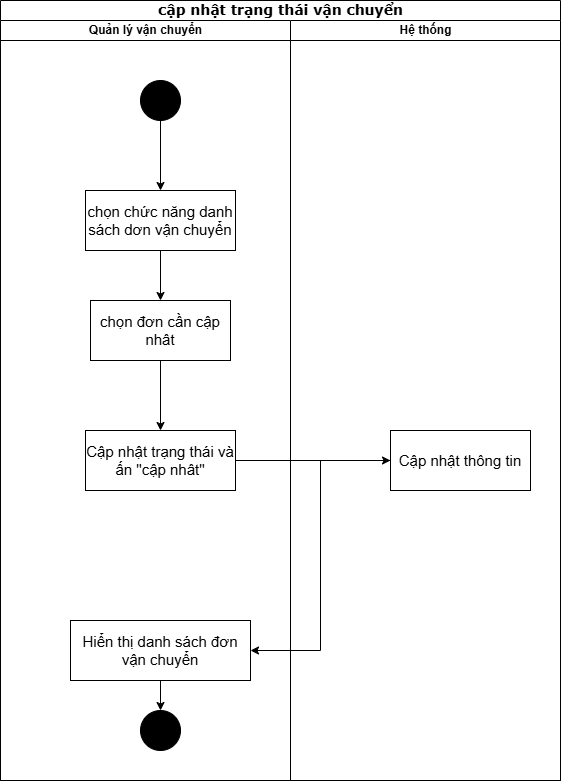 cập nhật trạng thái vận chuyển
Quản lý vận chuyển
Hệ thống
chọn chức năng danh
sách dơn vận chuyển
chọn đơn cần cập
nhât
Cập nhật trạng thái và
ấn "cập nhât"
Cập nhật thông tin
Hiển thị danh sách đơn
vận chuyển